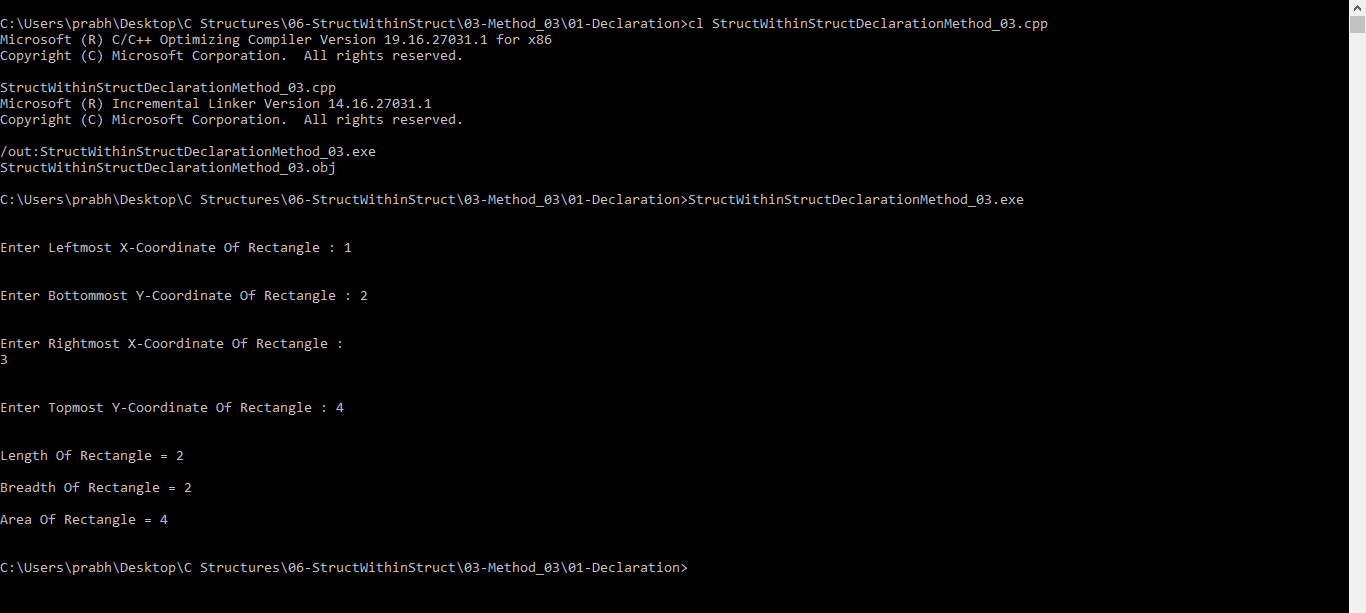 C:\Users\prabh\Desktop\C Structures\06-StructWithinStruct\03-Method_03\01-Declaration>cl StructWithinStructDeclarationMethod_03.cpp
Microsoft (R) C/C++ Optimizing Compiler Version 19.16.27031.1 for x86
Copyright (C) Microsoft Corporation.  All rights reserved.

StructWithinStructDeclarationMethod_03.cpp
Microsoft (R) Incremental Linker Version 14.16.27031.1
Copyright (C) Microsoft Corporation.  All rights reserved.

/out:StructWithinStructDeclarationMethod_03.exe
StructWithinStructDeclarationMethod_03.obj

C:\Users\prabh\Desktop\C Structures\06-StructWithinStruct\03-Method_03\01-Declaration>StructWithinStructDeclarationMethod_03.exe

Enter Leftmost X-Coordinate Of Rectangle : 1

Enter Bottommost Y-Coordinate Of Rectangle : 2

Enter Rightmost X-Coordinate Of Rectangle :
3

Enter Topmost Y-Coordinate Of Rectangle : 4

Length Of Rectangle = 2

Breadth Of Rectangle = 2

Area Of Rectangle = 4

C:\Users\prabh\Desktop\C Structures\06-StructWithinStruct\03-Method_03\01-Declaration>